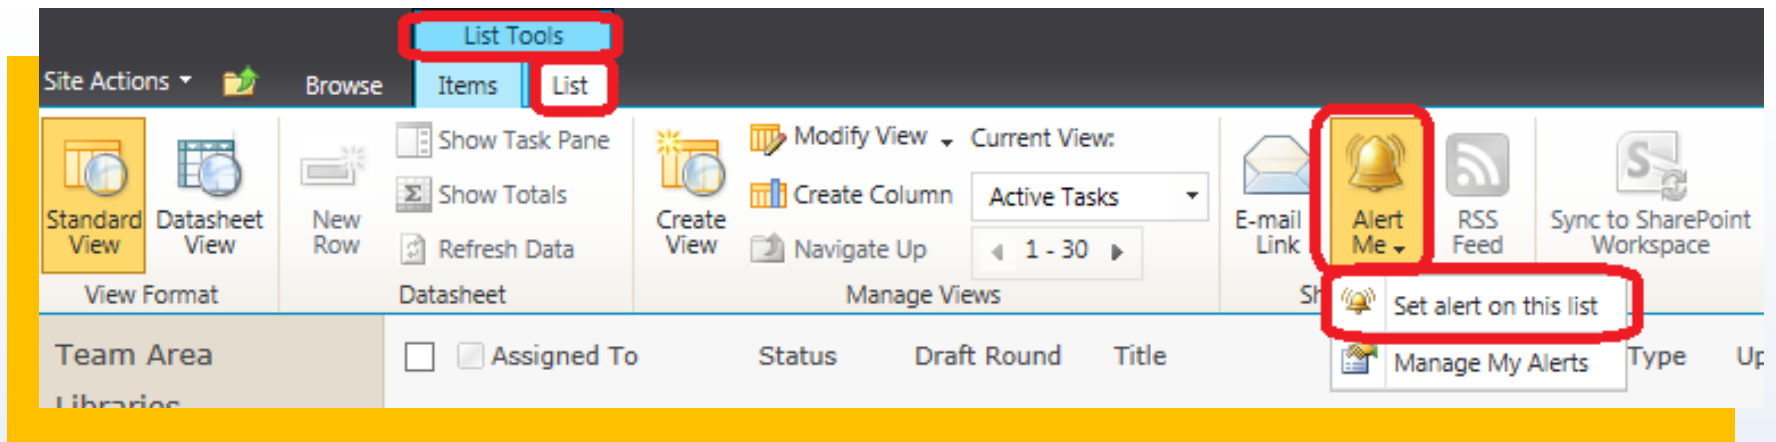 List Tools
Site Actions Browse Items List
Standard View
Datasheet View
View Format
New Row
Show Task Pane
Show Totals
Refresh Data
Datasheet
Create View
Modify View
Create Column
Navigate Up
Current View:
Active Tasks
1 - 30
Manage Views
E-mail Link
Alert Me
RSS Feed
Sync to SharePoint Workspace
Set alert on this list
Manage My Alerts
Team Area
Libraries
Assigned To Status Draft Round Title Type